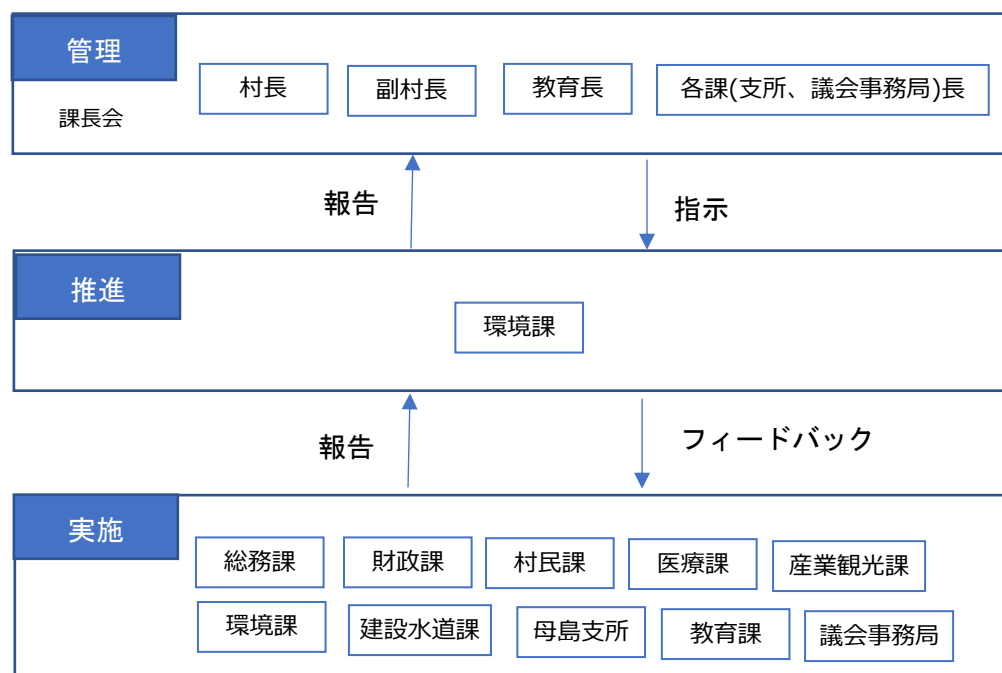 管理
課長会
村長
副村長
教育長
各課(支所、議会事務局)長
報告
指示
推進
環境課
報告
フィードバック
実施
総務課
財政課
村民課
医療課
産業観光課
環境課
建設水道課
母島支所
教育課
議会事務局